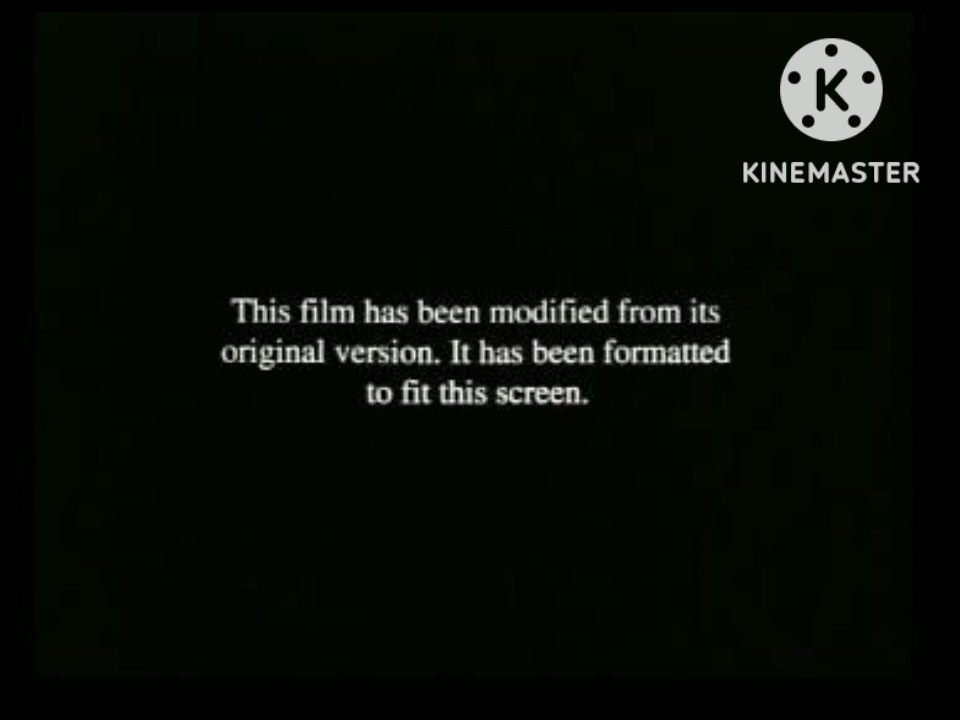 K
KINEMASTER
This film has been modified from its
original version. It has been formatted
to fit this screen.